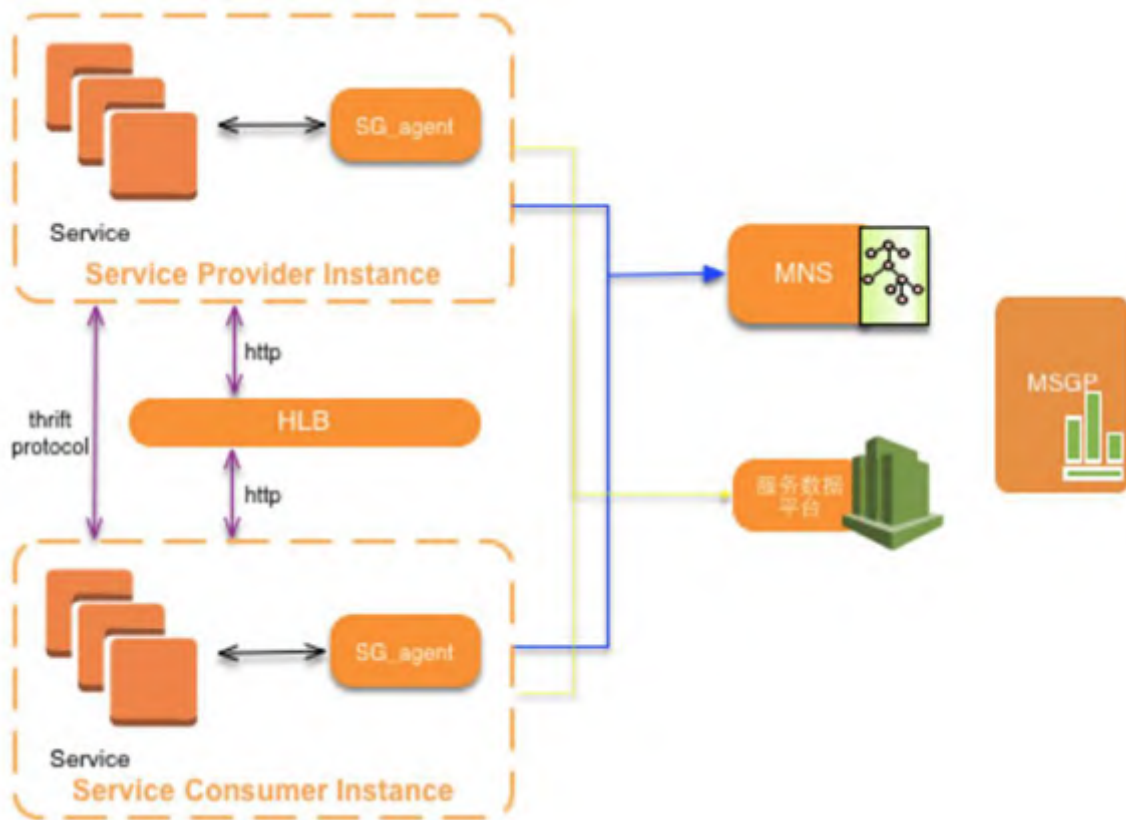 SG_agent
Service
Service Provider Instance
MNS
http
MSGP
thrift
protocol
HLB
http
服务数据
平台
SG_agent
Service
Service Consumer Instance